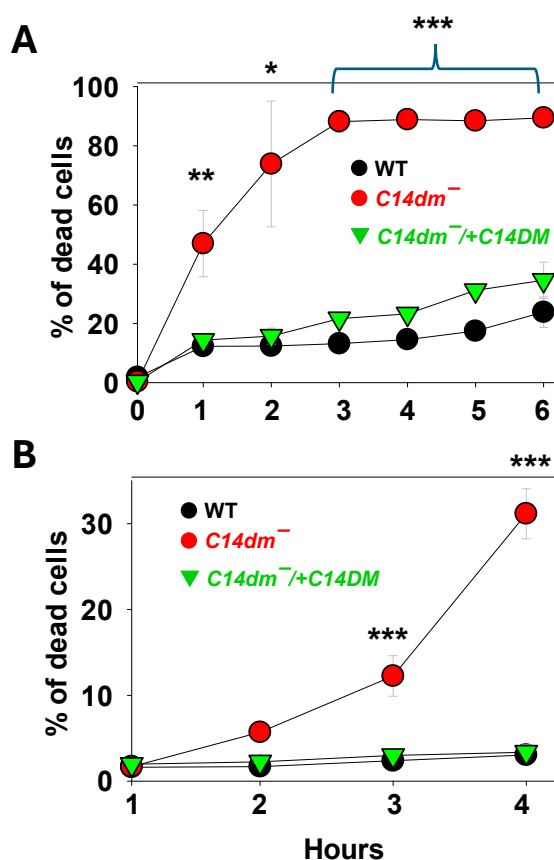 A
***
*
**
% of dead cells
100
80
60
40
20
0
WT
C14dm⁻
C14dm⁻/+C14DM
0 1 2 3 4 5 6
B
***
***
% of dead cells
30
20
10
0
WT
C14dm⁻
C14dm⁻/+C14DM
1 2 3 4
Hours